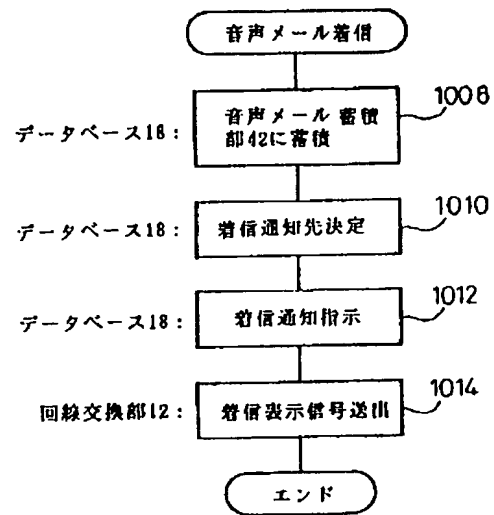 音声メール着信
データベース18：
音声メール蓄積
部42に蓄積
1008
データベース18：
着信通知先決定
1010
データベース18：
着信通知指示
1012
回線交換部12：
着信表示信号送出
1014
エンド